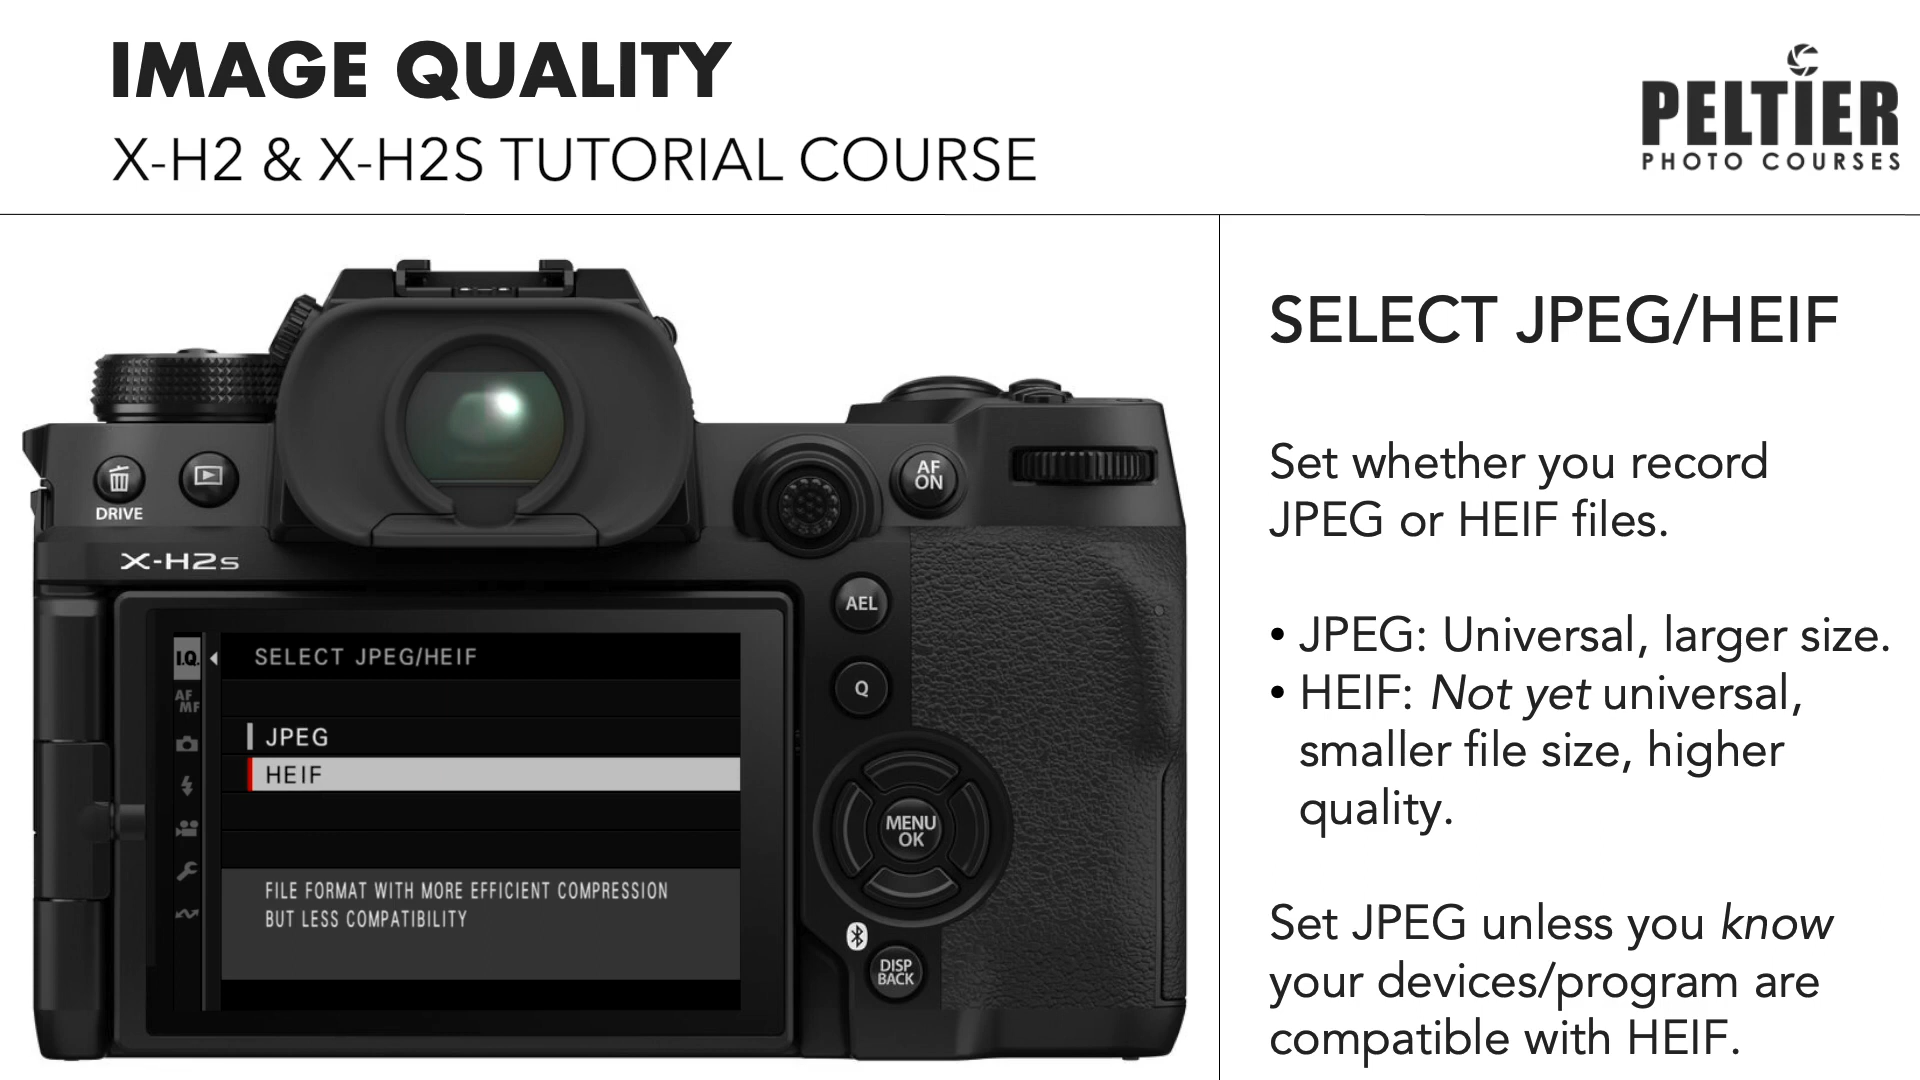 IMAGE QUALITY
X-H2 & X-H2S TUTORIAL COURSE
PELTIER
PHOTO COURSES
DRIVE
AF
ON
X-H2S
AEL
Q
MENU
OK
DISP
BACK
I.Q.
AF
MF
SELECT JPEG/HEIF
JPEG
HEIF
FILE FORMAT WITH MORE EFFICIENT COMPRESSION
BUT LESS COMPATIBILITY
SELECT JPEG/HEIF
Set whether you record
JPEG or HEIF files.
• JPEG: Universal, larger size.
• HEIF: Not yet universal,
smaller file size, higher
quality.
Set JPEG unless you know
your devices/program are
compatible with HEIF.